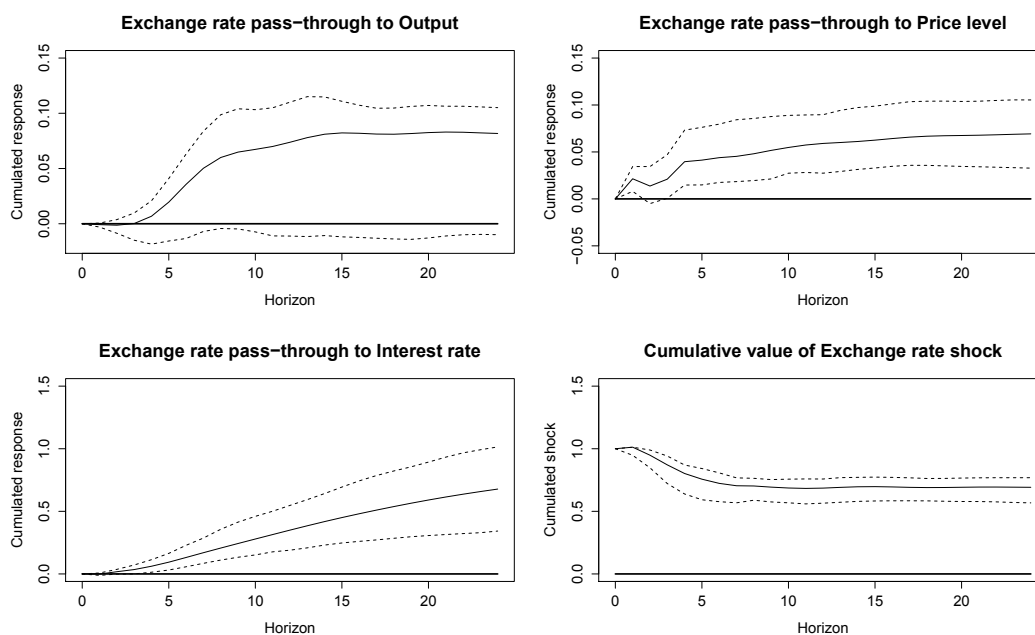 Exchange rate pass−through to Output
Cumulated response
0.15
0.10
0.05
0.00
0 5 10 15 20
Horizon
Exchange rate pass−through to Price level
Cumulated response
0.15
0.10
0.05
0.00
−0.05
0 5 10 15 20
Horizon
Exchange rate pass−through to Interest rate
Cumulated response
1.5
1.0
0.5
0.0
0 5 10 15 20
Horizon
Cumulative value of Exchange rate shock
Cumulated shock
1.5
1.0
0.5
0.0
0 5 10 15 20
Horizon